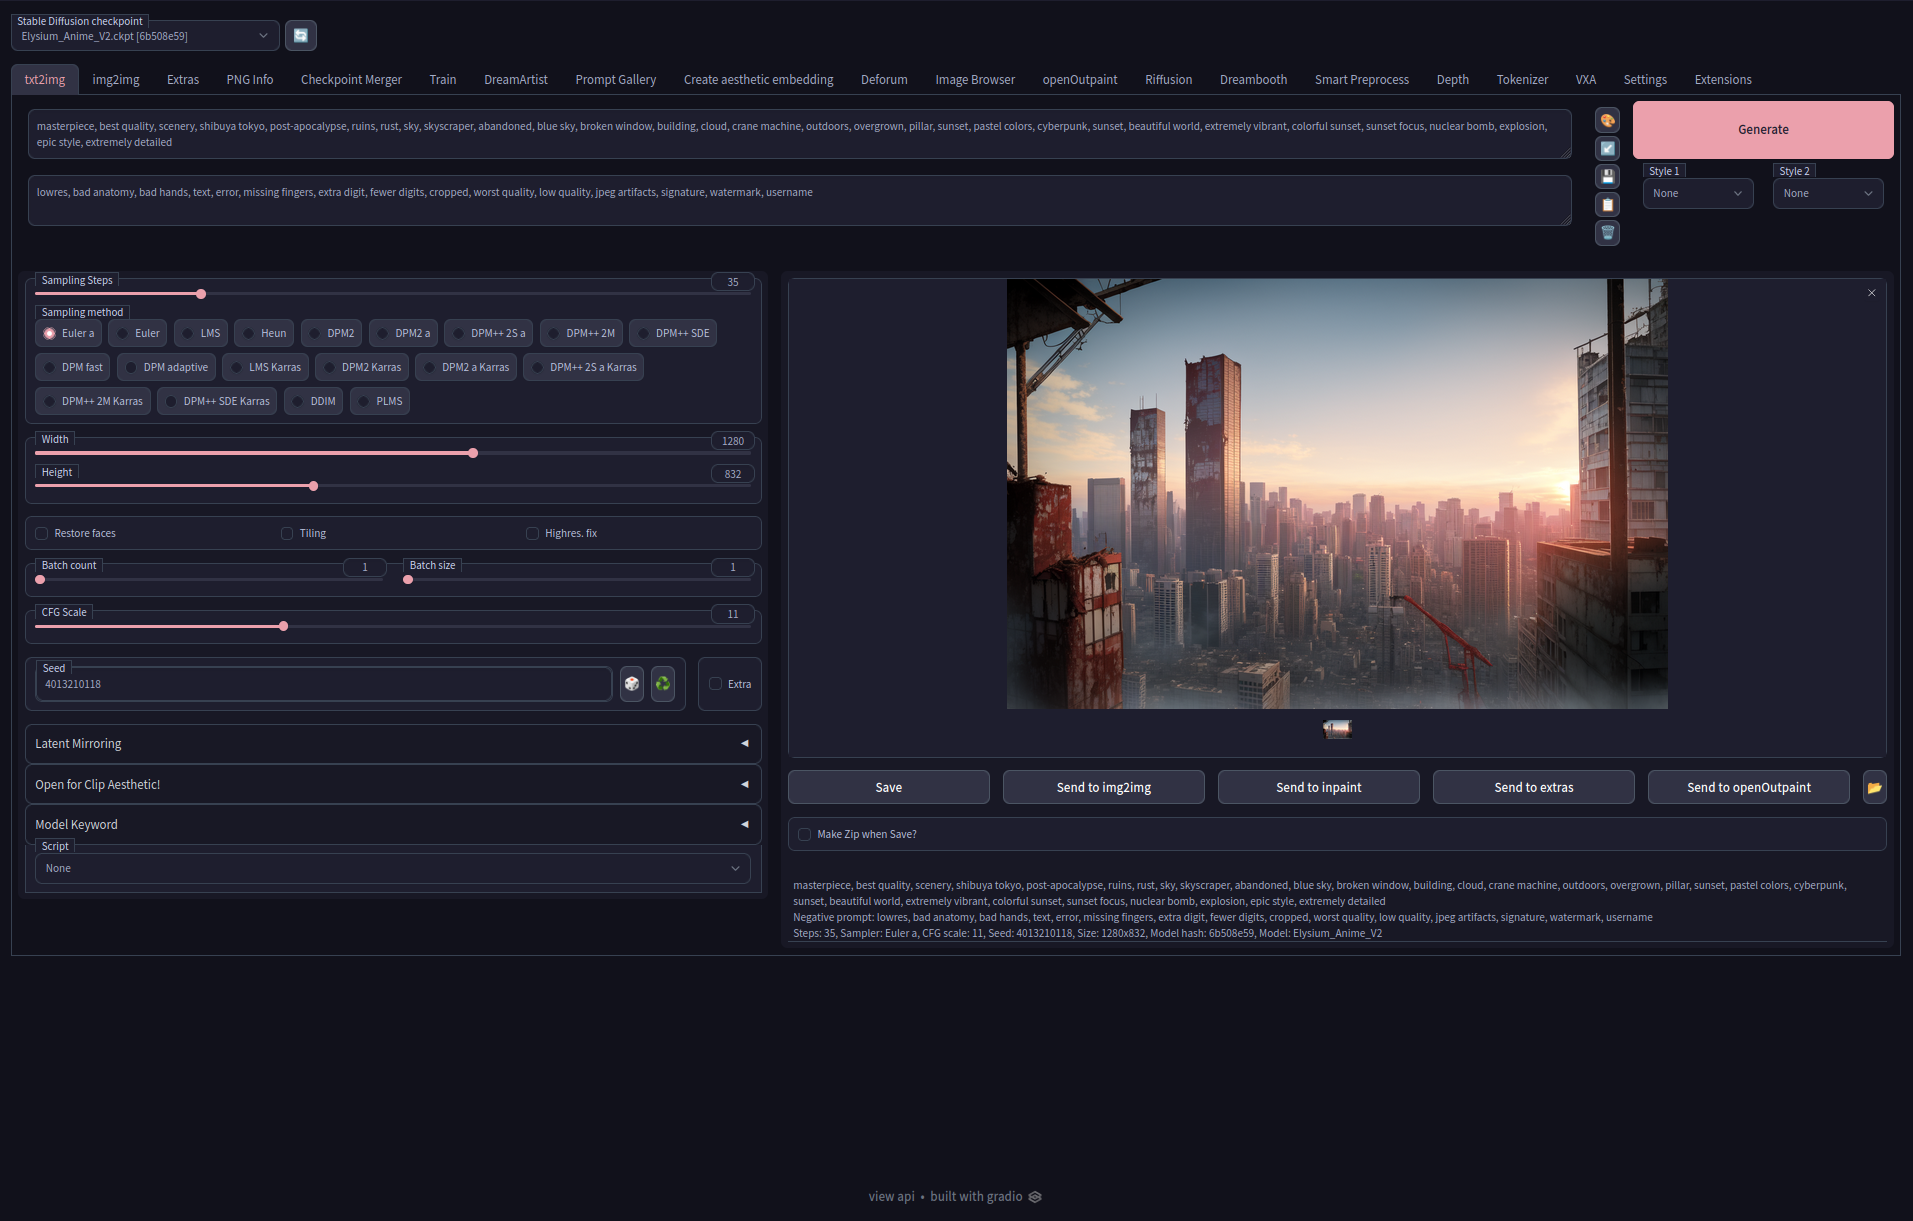 Stable Diffusion checkpoint
Elysium_Anime_V2.ckpt [6b508e59]
txt2img img2img Extras PNG Info Checkpoint Merger Train DreamArtist Prompt Gallery Create aesthetic embedding Deforum Image Browser openOutpaint Riffusion Dreambooth Smart Preprocess Depth Tokenizer VXA Settings Extensions
masterpiece, best quality, scenery, shibuya tokyo, post-apocalypse, ruins, rust, sky, skyscraper, abandoned, blue sky, broken window, building, cloud, crane machine, outdoors, overgrown, pillar, sunset, pastel colors, cyberpunk, sunset, beautiful world, extremely vibrant, colorful sunset, sunset focus, nuclear bomb, explosion,
epic style, extremely detailed
lowres, bad anatomy, bad hands, text, error, missing fingers, extra digit, fewer digits, cropped, worst quality, low quality, jpeg artifacts, signature, watermark, username
Generate
Style 1 Style 2
None None
Sampling Steps 35
Sampling method
Euler a Euler LMS Heun DPM2 DPM2 a DPM++ 2S a DPM++ 2M DPM++ SDE
DPM fast DPM adaptive LMS Karras DPM2 Karras DPM2 a Karras DPM++ 2S a Karras
DPM++ 2M Karras DPM++ SDE Karras DDIM PLMS
Width 1280
Height 832
Restore faces Tiling Highres. fix
Batch count 1 Batch size 1
CFG Scale 11
Seed
4013210118
Extra
Latent Mirroring
Open for Clip Aesthetic!
Model Keyword
Script
None
Save Send to img2img Send to inpaint Send to extras Send to openOutpaint
Make Zip when Save?
masterpiece, best quality, scenery, shibuya tokyo, post-apocalypse, ruins, rust, sky, skyscraper, abandoned, blue sky, broken window, building, cloud, crane machine, outdoors, overgrown, pillar, sunset, pastel colors, cyberpunk,
sunset, beautiful world, extremely vibrant, colorful sunset, sunset focus, nuclear bomb, explosion, epic style, extremely detailed
Negative prompt: lowres, bad anatomy, bad hands, text, error, missing fingers, extra digit, fewer digits, cropped, worst quality, low quality, jpeg artifacts, signature, watermark, username
Steps: 35, Sampler: Euler a, CFG scale: 11, Seed: 4013210118, Size: 1280x832, Model hash: 6b508e59, Model: Elysium_Anime_V2
view api • built with gradio